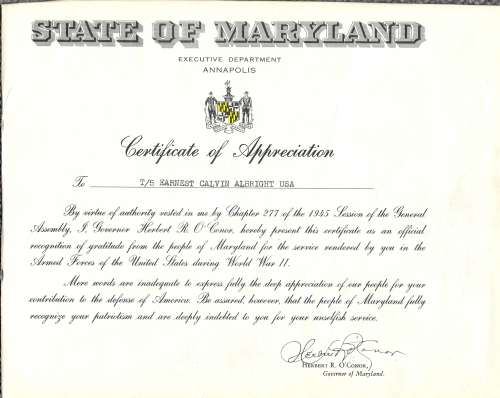 STATE OF MARYLAND
EXECUTIVE DEPARTMENT
ANNAPOLIS
Certificate of Appreciation
To T/5 EARNEST CALVIN ALBRIGHT USA
By virtue of authority vested in me by Chapter 277 of the 1945 Session of the General
Assembly, I, Governor Herbert R. O'Conor, hereby present this certificate as an official
recognition of gratitude from the people of Maryland for the service rendered by you in the
Armed Forces of the United States during World War II.
Mere words are inadequate to express fully the deep appreciation of our people for your
contribution to the defense of America. Be assured, however, that the people of Maryland fully
recognize your patriotism and are deeply indebted to you for your unselfish service.
Herbert R. O'Conor
HERBERT R. O'CONOR,
Governor of Maryland.